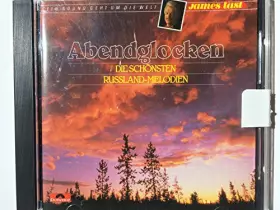 EIN SOUND GEHT UM DIE WELT
James Last
Abendglocken
DIE SCHÖNSTEN
RUSSLAND-MELODIEN